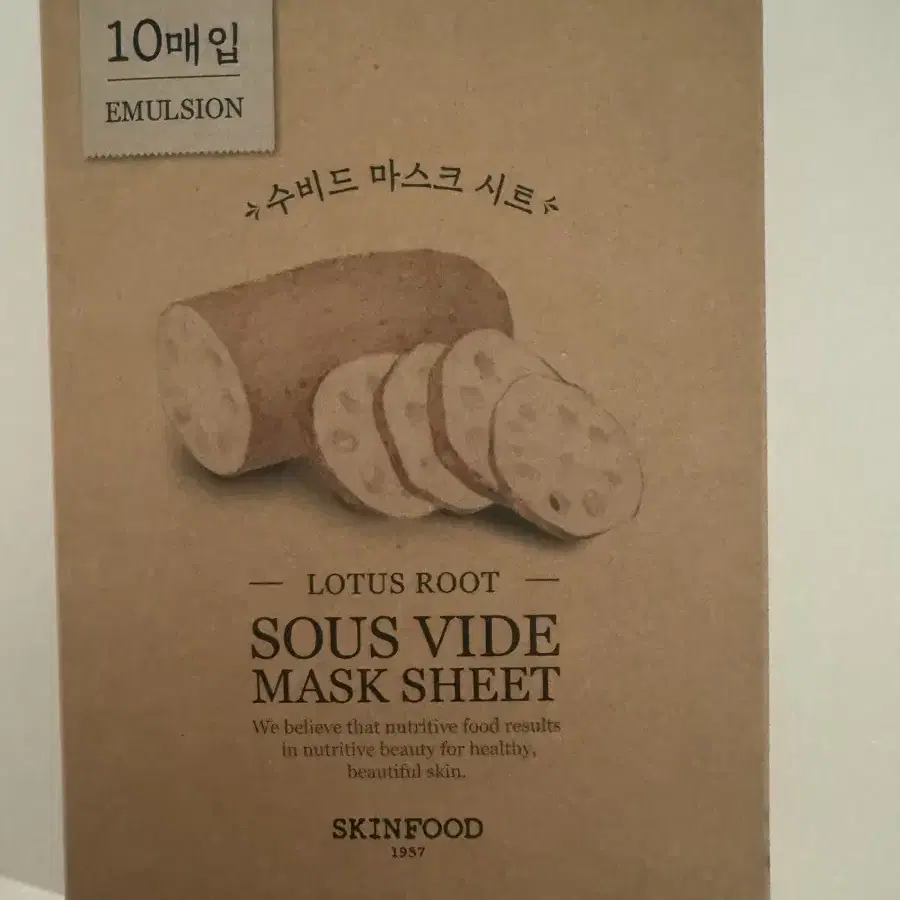 10매입
EMULSION
수비드 마스크 시트
LOTUS ROOT
SOUS VIDE
MASK SHEET
We believe that nutritive food results
in nutritive beauty for healthy,
beautiful skin.
SKINFOOD
1957